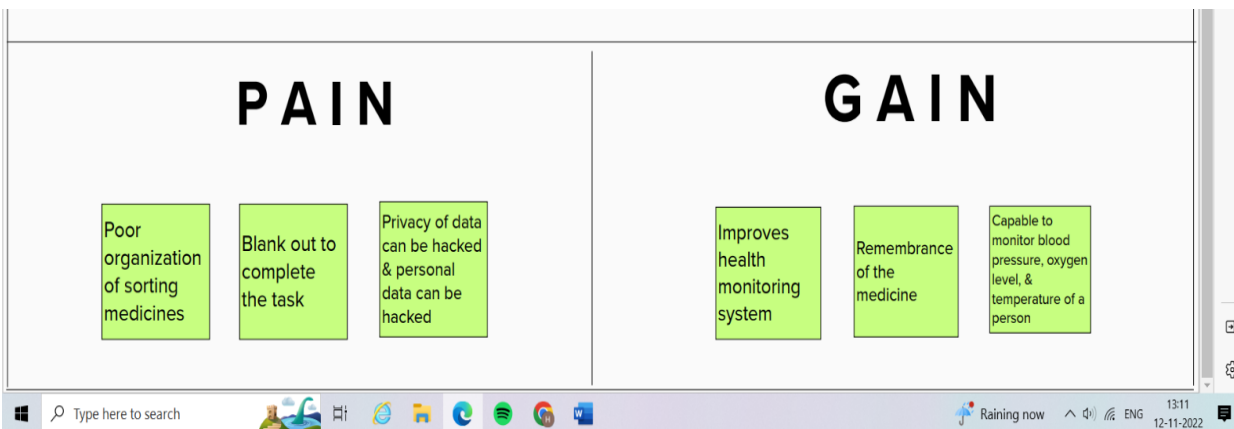 PAIN
GAIN
Poor
organization
of sorting
medicines
Blank out to
complete
the task
Privacy of data
can be hacked
& personal
data can be
hacked
Improves
health
monitoring
system
Remembrance
of the
medicine
Capable to
monitor blood
pressure, oxygen
level, &
temperature of a
person
Type here to search
Raining now
ENG
13:11
12-11-2022